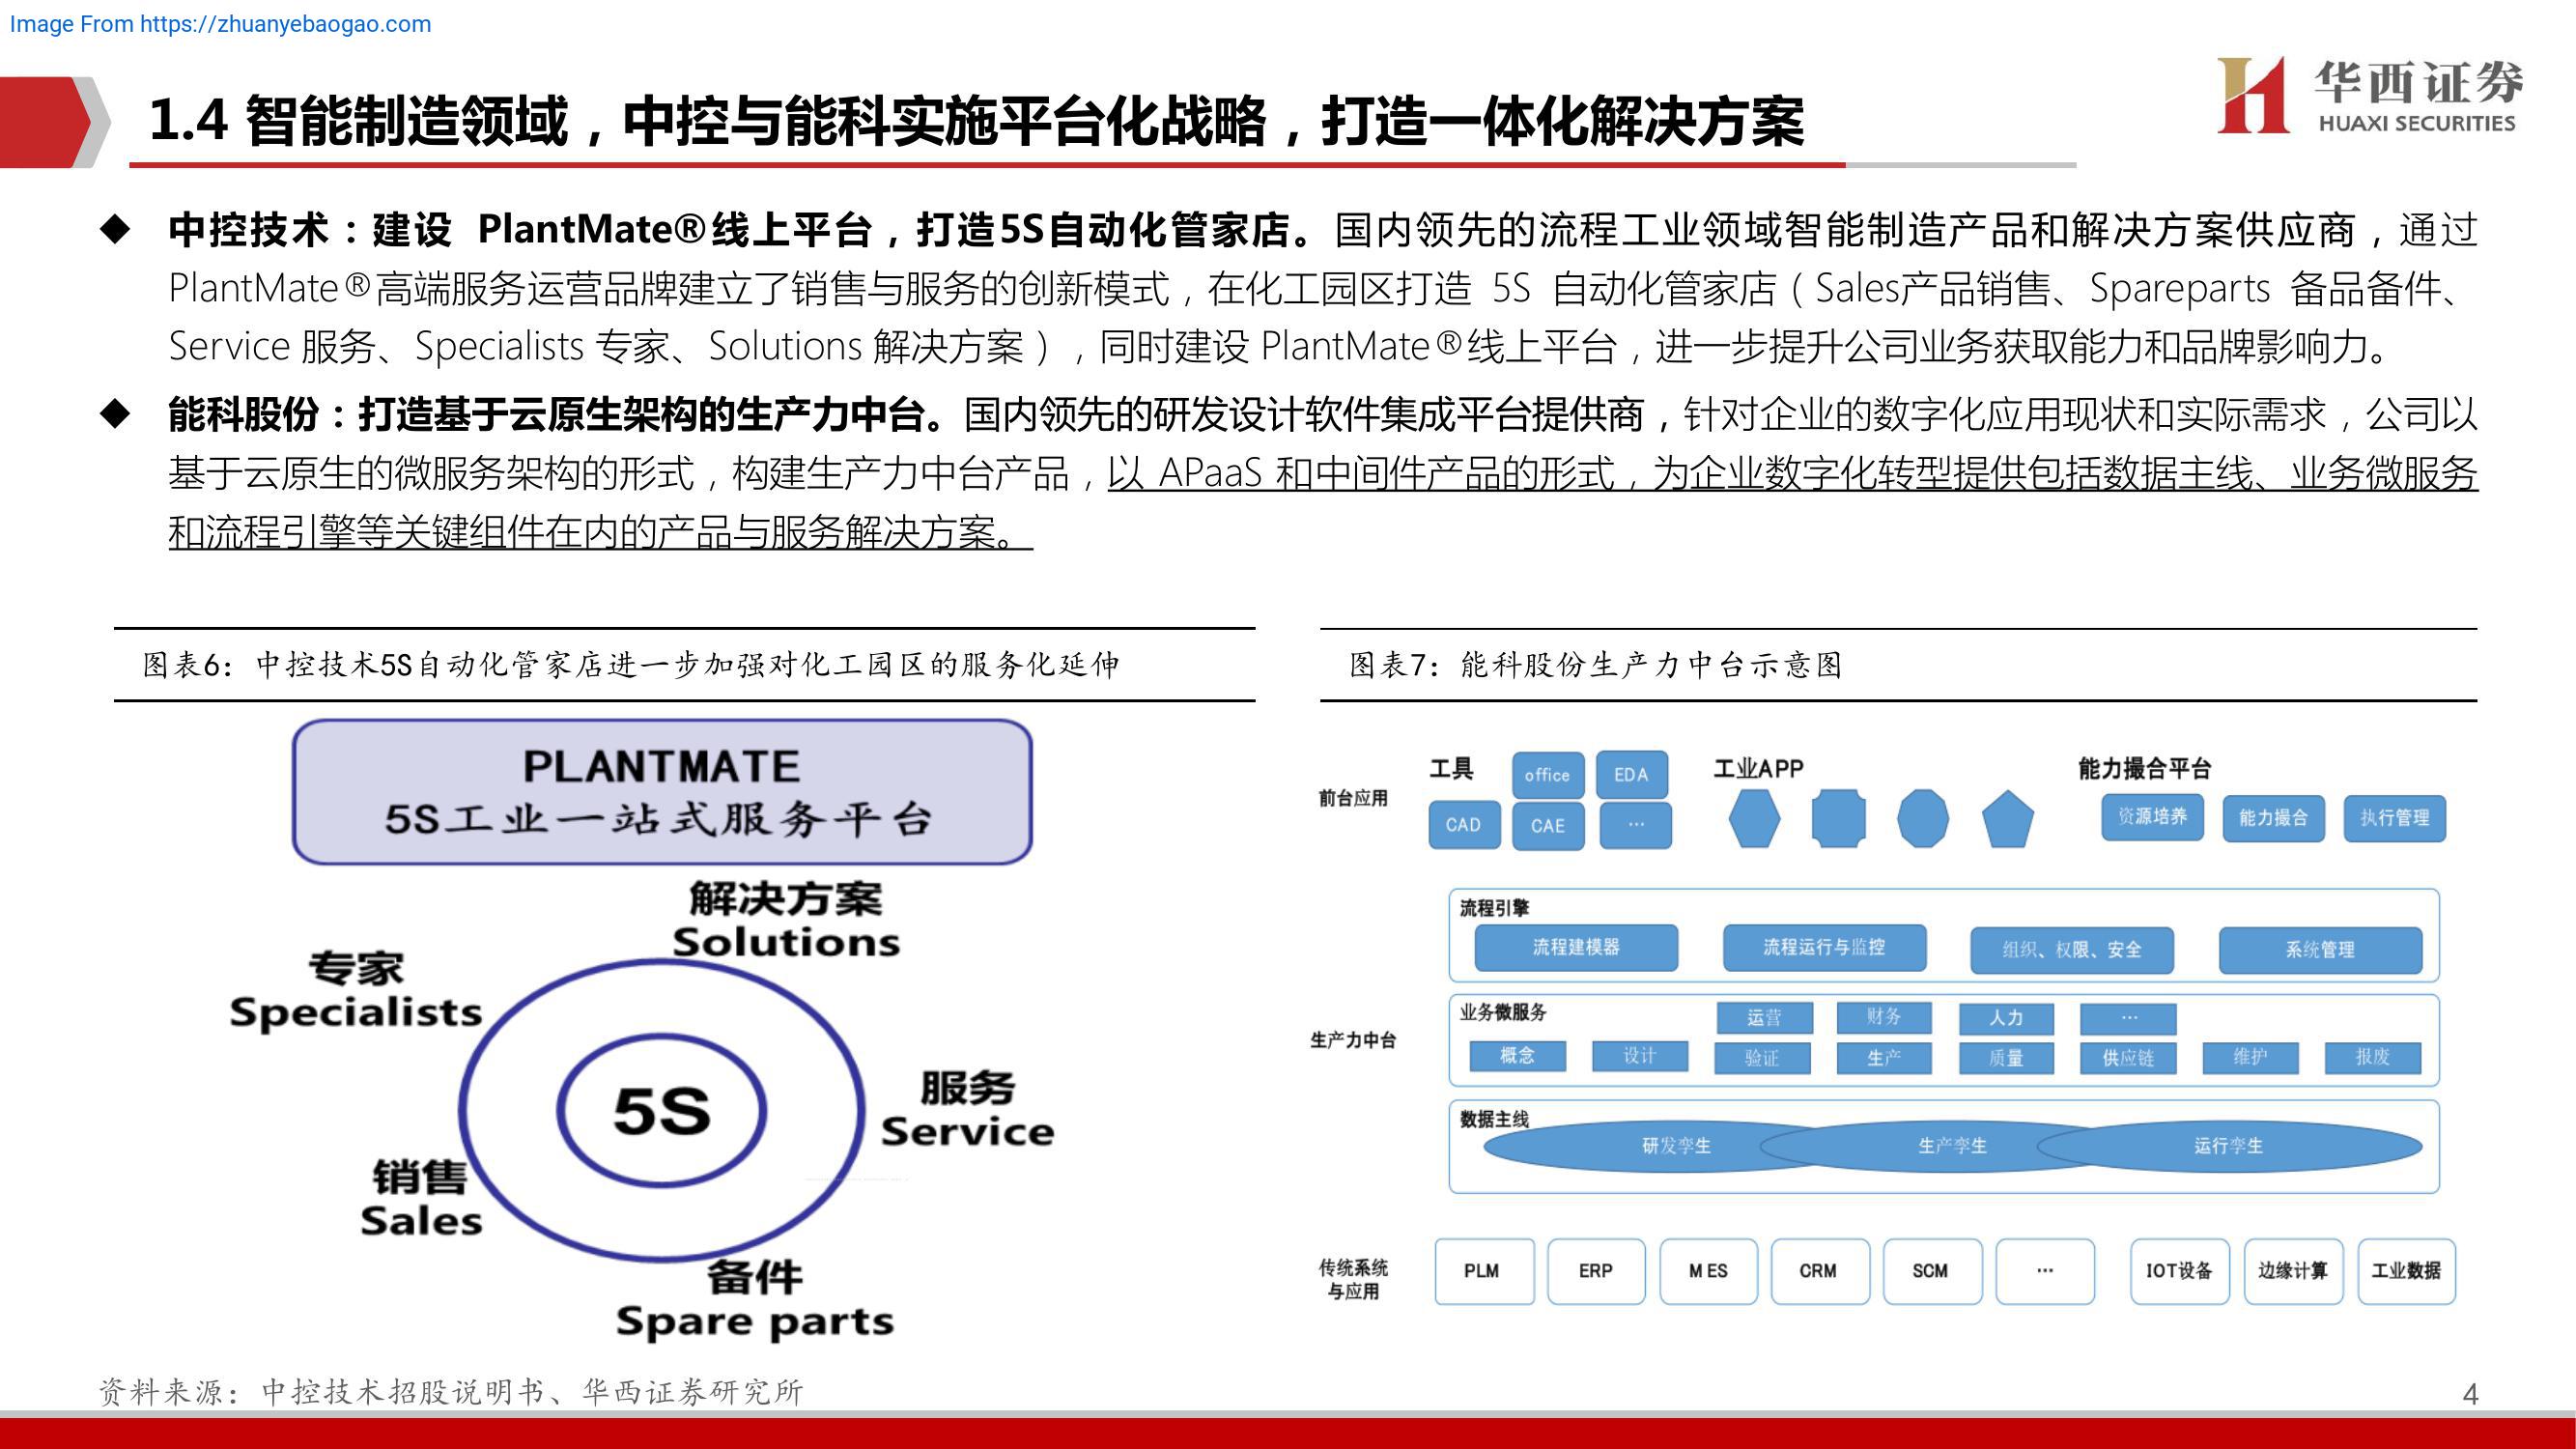 Image From https://zhuanyebaogao.com
华西证券
HUAXI SECURITIES
1.4 智能制造领域，中控与能科实施平台化战略，打造一体化解决方案
◆ 中控技术：建设 PlantMate®线上平台，打造5S自动化管家店。国内领先的流程工业领域智能制造产品和解决方案供应商，通过
PlantMate®高端服务运营品牌建立了销售与服务的创新模式，在化工园区打造 5S 自动化管家店（Sales产品销售、Spareparts 备品备件、
Service 服务、Specialists 专家、Solutions 解决方案），同时建设 PlantMate®线上平台，进一步提升公司业务获取能力和品牌影响力。
◆ 能科股份：打造基于云原生架构的生产力中台。国内领先的研发设计软件集成平台提供商，针对企业的数字化应用现状和实际需求，公司以
基于云原生的微服务架构的形式，构建生产力中台产品，以 APaaS 和中间件产品的形式，为企业数字化转型提供包括数据主线、业务微服务
和流程引擎等关键组件在内的产品与服务解决方案。
图表6：中控技术5S自动化管家店进一步加强对化工园区的服务化延伸
PLANTMATE
5S工业一站式服务平台
解决方案
Solutions
专家
Specialists
5S
服务
Service
销售
Sales
备件
Spare parts
图表7：能科股份生产力中台示意图
前台应用
工具
office
EDA
CAD
CAE
…
工业APP
能力撮合平台
资源培养
能力撮合
执行管理
生产力中台
流程引擎
流程建模器
流程运行与监控
组织、权限、安全
系统管理
业务微服务
运营
财务
人力
…
概念
设计
验证
生产
质量
供应链
维护
报废
数据主线
研发孪生
生产孪生
运行孪生
传统系统
与应用
PLM
ERP
MES
CRM
SCM
…
IOT设备
边缘计算
工业数据
资料来源：中控技术招股说明书、华西证券研究所
4